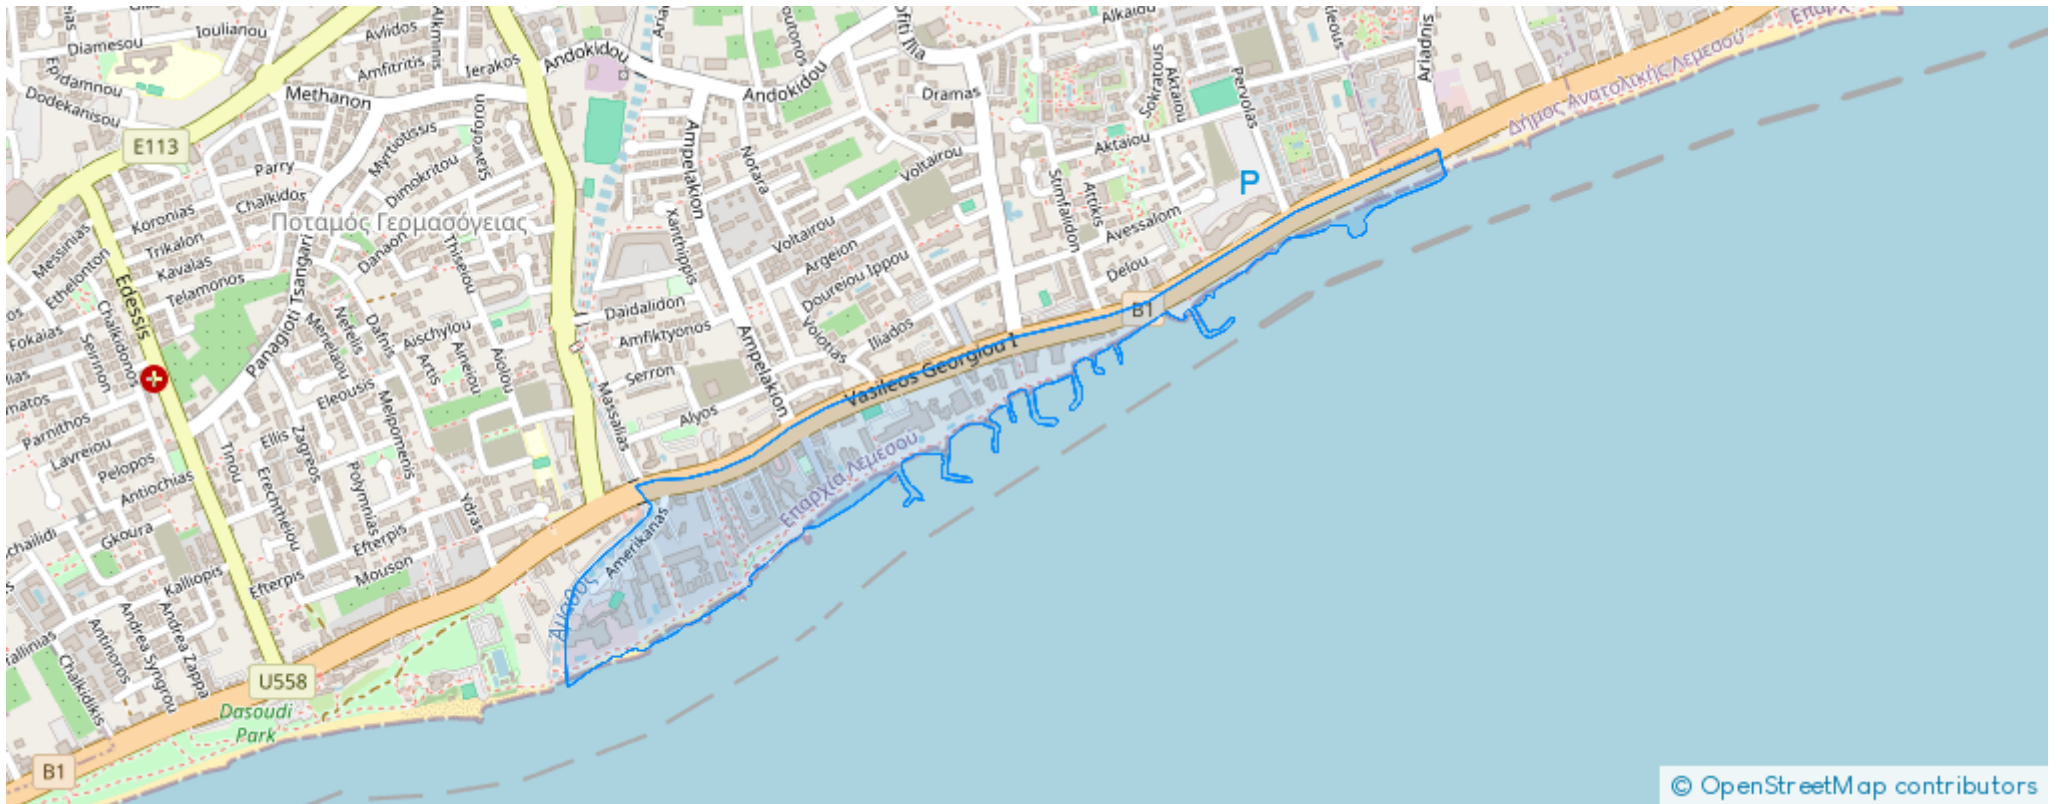 Ioulianou
Avlidos
Diamesou
Alkminis
Amfitritis
Ierakos
Andokidou
Alkaiou
Ariadnis
Epidamnou
Dodekanisou
Methanon
Andokidou
Dramas
Sokratous
Aktaiou
Pervolas
Δήμος Ανατολικής Λεμεσού
E113
Parry
Myrtiotissis
Dimokritou
Ampelakion
Notara
Voltairou
Aktaiou
P
Koronias
Chalkidos
Ποταμός Γερμασόγειας
Messinias
Trikalon
Kavalas
Danaon
Thiseiou
Xanthippis
Voltairou
Argeion
Stimfalidon
Attikis
Avessalom
Ethelonton
Edessis
Telamonos
Panagioti Tsangari
Doureiou Ippou
Delou
Fokaias
Chalkidonos
Seirinon
Menelaou
Nefelis
Dafnis
Aischylou
Daidalidon
Amfiktyonos
Voiotias
Iliados
B1
Artis
Aineiou
Aiolou
Serron
Ampelakion
Vasileos Georgiou I
Parnithos
Eleousis
Melpomenis
Massalias
Alyos
Lavreiou
Pelopos
Antiochias
Tinou
Ellis
Zagreos
Erechtheiou
Polymnias
Ydras
Επαρχία Λεμεσού
Gkoura
Efterpis
Mouson
Kalliopis
Efterpis
Amerikanas
Άμαθος
Andrea Zappa
Andrea Syngrou
Antinoros
Chalkidikis
U558
Dasoudi
Park
B1
© OpenStreetMap contributors